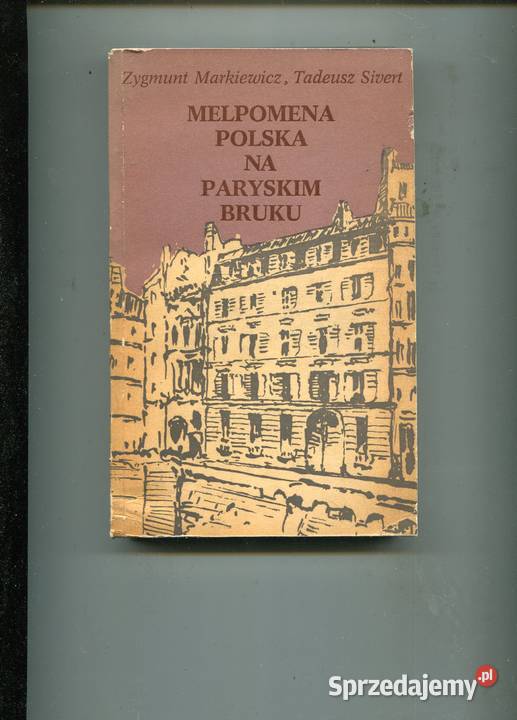 Zygmunt Markiewicz, Tadeusz Sivert
MELPOMENA
POLSKA
NA
PARYSKIM
BRUKU
Sprzedajemy.pl